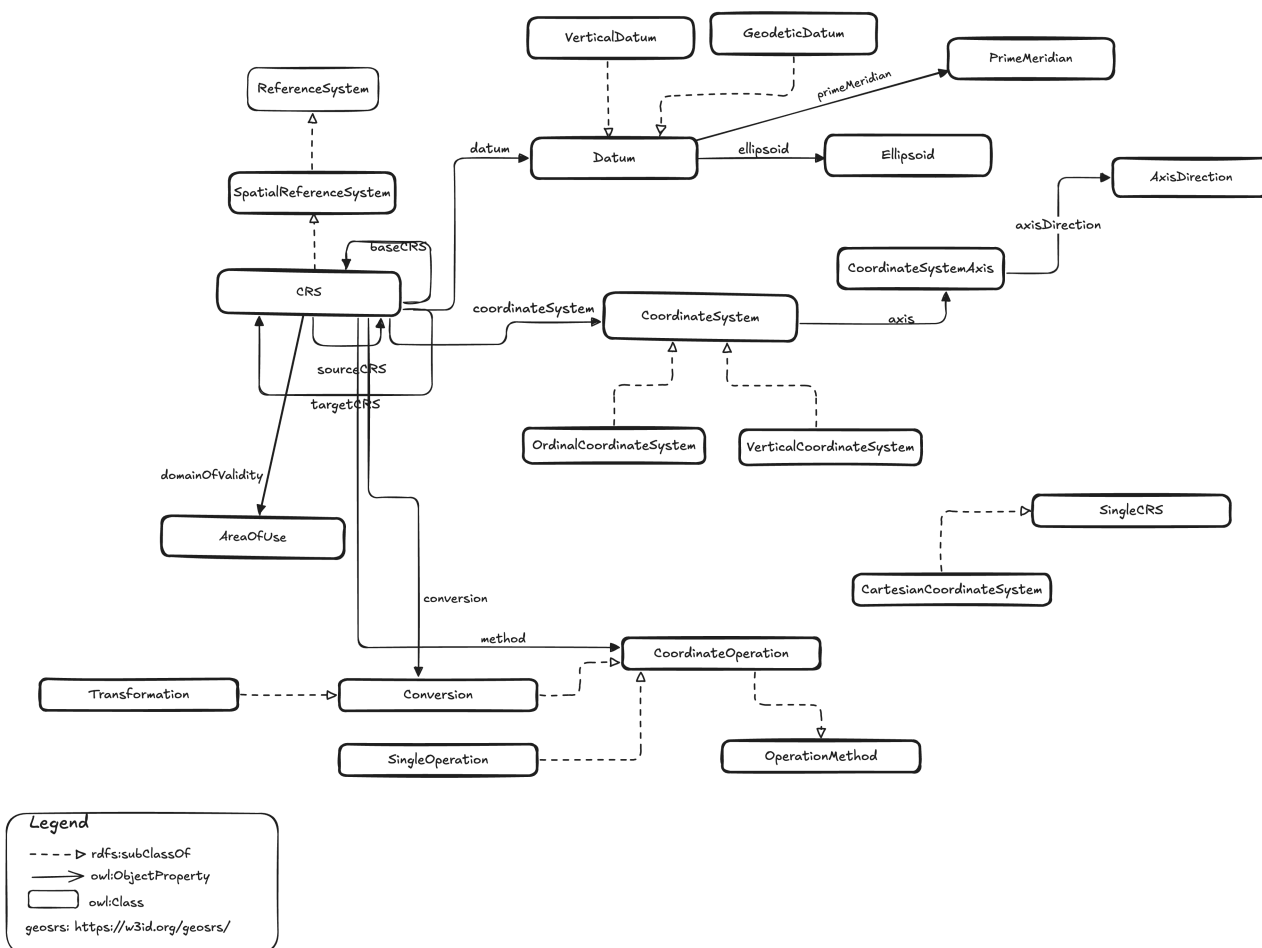 VerticalDatum
GeodeticDatum
PrimeMeridian
ReferenceSystem
primeMeridian
datum
Datum
ellipsoid
Ellipsoid
SpatialReferenceSystem
AxisDirection
axisDirection
baseCRS
CRS
CoordinateSystemAxis
coordinateSystem
CoordinateSystem
axis
sourceCRS
targetCRS
OrdinalCoordinateSystem
VerticalCoordinateSystem
domainOfValidity
AreaOfUse
SingleCRS
CartesianCoordinateSystem
conversion
method
CoordinateOperation
Transformation
Conversion
SingleOperation
OperationMethod
Legend
rdfs:subClassOf
owl:ObjectProperty
owl:Class
geosrs: https://w3id.org/geosrs/